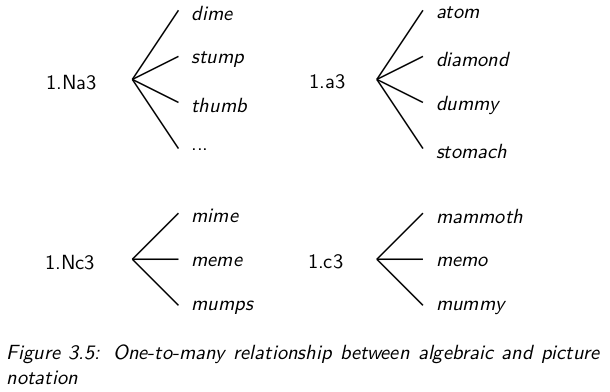 dime
atom
stump
diamond
1.Na3
1.a3
thumb
dummy
...
stomach
mime
mammoth
1.Nc3
meme
1.c3
memo
mumps
mummy
Figure 3.5: One-to-many relationship between algebraic and picture
notation